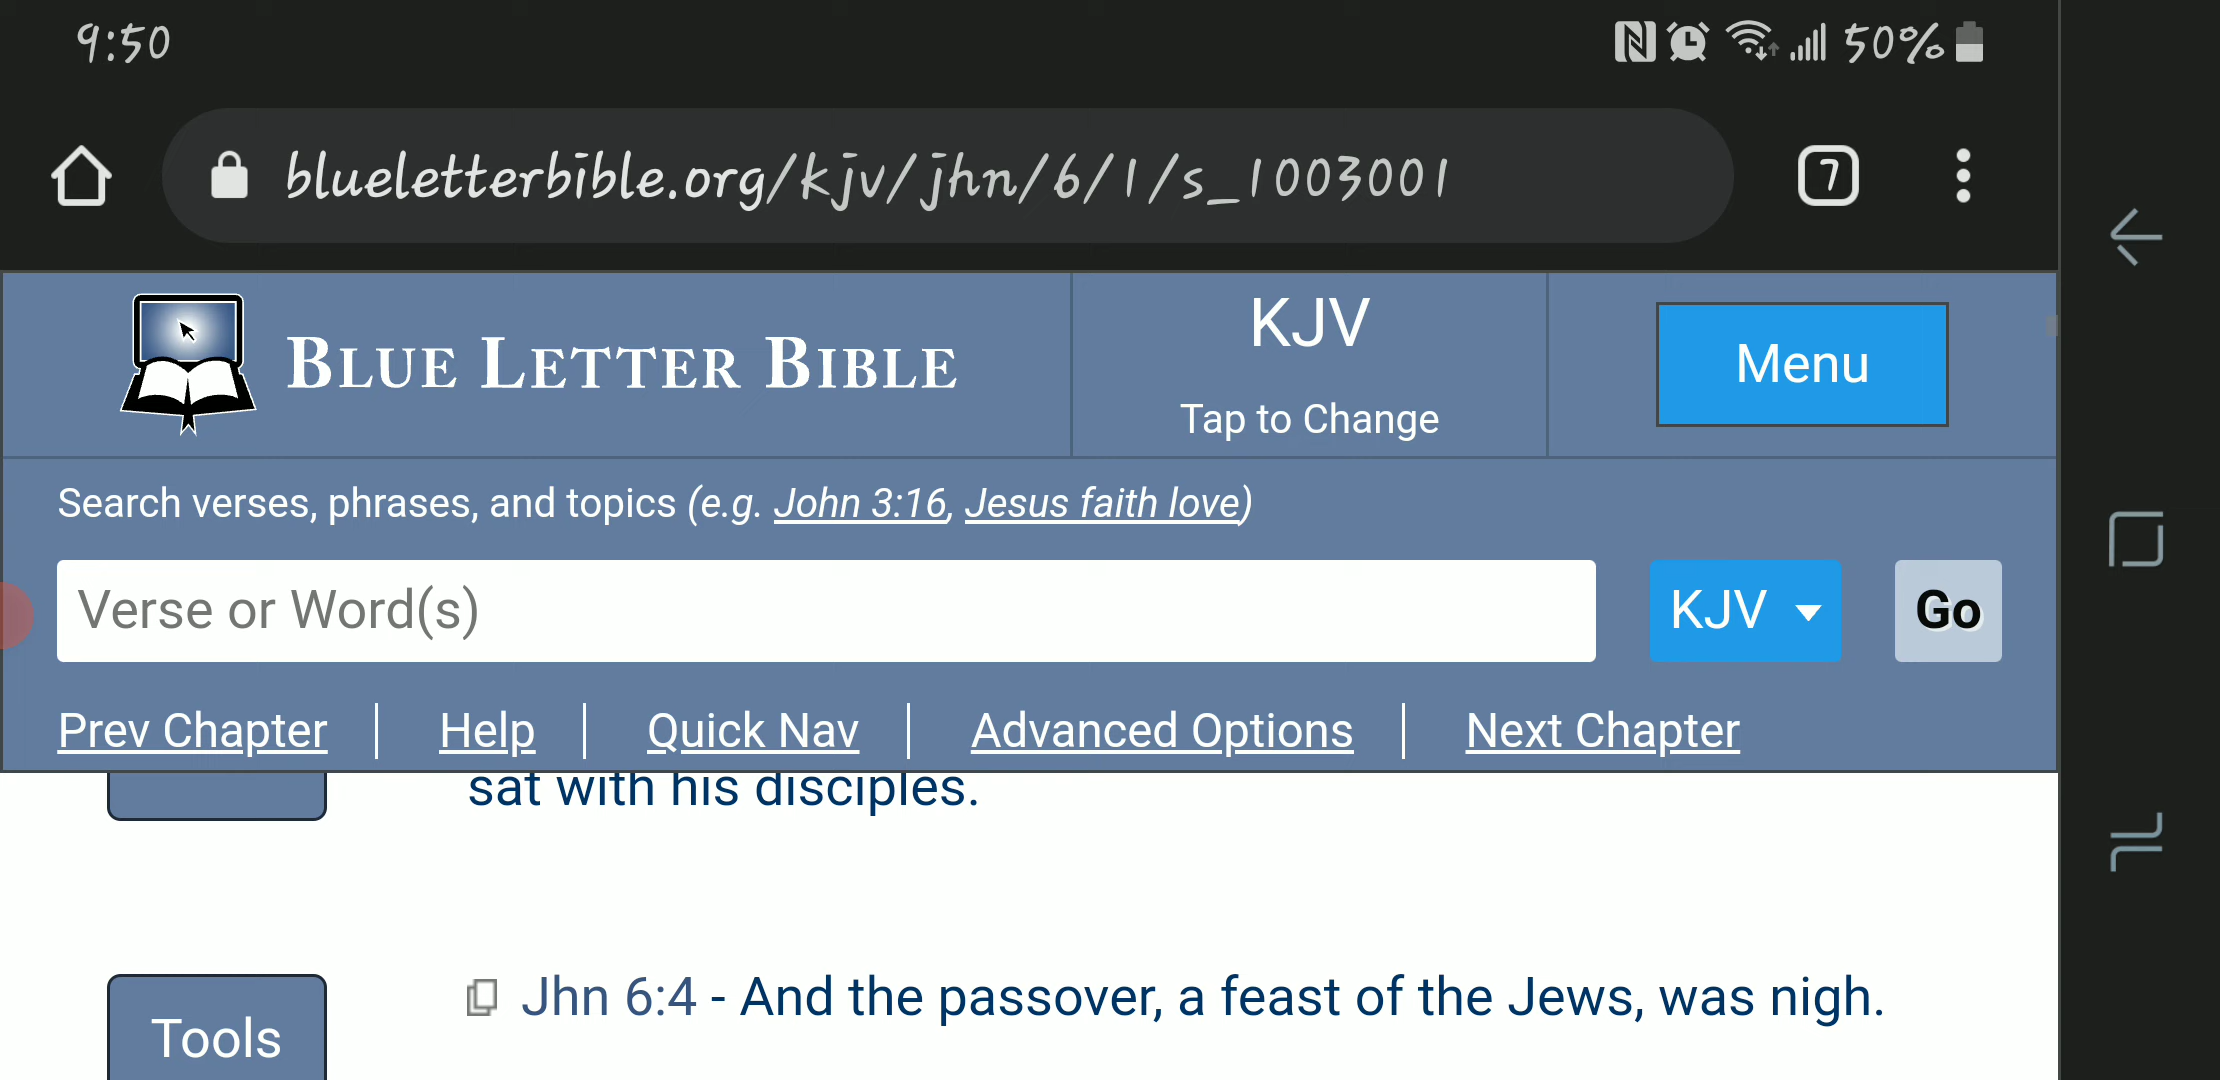 9:50 50%
blueletterbible.org/kjv/jhn/6/1/s_1003001 7
BLUE LETTER BIBLE
KJV
Tap to Change
Menu
Search verses, phrases, and topics (e.g. John 3:16, Jesus faith love)
Verse or Word(s) KJV Go
Prev Chapter Help Quick Nav Advanced Options Next Chapter
sat with his disciples.
Tools Jhn 6:4 - And the passover, a feast of the Jews, was nigh.